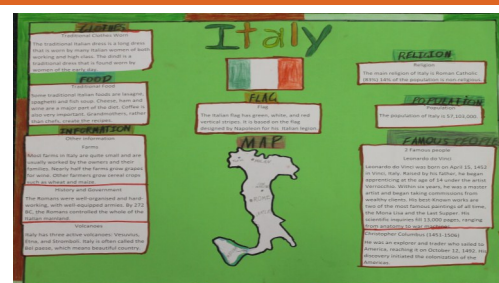 Italy
CLOTHES
Traditional Clothes Worn
The traditional Italian dress is a long dress
that is worn by many Italian women of both
working and high class. The dirdl is a
traditional dress that is found worn by
women of the early day.
FOOD
Traditional Food
Some traditional Italian foods are lasagna,
spaghetti and fish soup. Cheese, ham and
wine are a major part of the diet. Coffee is
also very important. Grandmothers, rather
than chefs, create the recipes.
INFORMATION
Other Information
Farms
Most farms in Italy are quite small and are
usually worked by the owners and their
families. Nearly half the farms grow grapes
for wine. Other farmers grow cereal crops
such as wheat and maize.
History and Government
The Romans were well-organised and hard-
working, with well-equipped armies. By 272
BC, the Romans controlled the whole of the
Italian mainland.
Volcanoes
Italy has three active volcanoes: Vesuvius,
Etna, and Stromboli. Italy is often called the
bel paese, which means beautiful country.
FLAG
Flag
The Italian flag has green, white, and red
vertical stripes. It is based on the flag
designed by Napoleon for his Italian legion.
MAP
RELIGION
Religion
The main religion of Italy is Roman Catholic
(83%) 14% of the population is non religious.
POPULATION
Population
The population of Italy is 57,103,000.
FAMOUS PEOPLE
2 Famous people
Leonardo do Vinci
Leonardo do Vinci was born on April 15, 1452
in Vinci, Italy. Raised by his father, he began
apprenticing at the age of 14 under the artist
Verrocchio. Within six years, he was a master
artist and began taking commissions from
wealthy clients. His best-known works are
two of the most famous paintings of all time,
the Mona Lisa and the Last Supper. His
scientific inquiries fill 13,000 pages, ranging
from anatomy to war machines.
Christopher Columbus (1451-1506)
He was an explorer and trader who sailed to
America, reaching it on October 12, 1492. His
discovery initiated the colonisation of the
Americas.